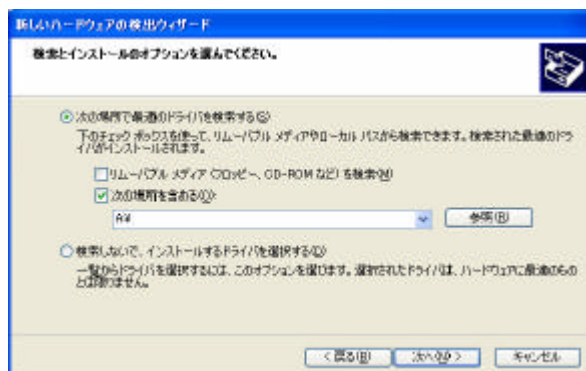 新しいハードウェアの検出ウィザード
検索とインストールのオプションを選んでください。
次の場所で最適のドライバを検索する(S)
下のチェック ボックスを使って、リムーバブル メディアやローカル パスから検索できます。検索された最適のドラ
イバがインストールされます。
リムーバブル メディア (フロッピー、CD-ROM など) を検索(M)
次の場所を含める(O):
A:¥
参照(R)
検索しないで、インストールするドライバを選択する(D)
一覧からドライバを選択するには、このオプションを選びます。選択されたドライバは、ハードウェアに最適のもの
とは限りません。
< 戻る(B)
次へ(N) >
キャンセル